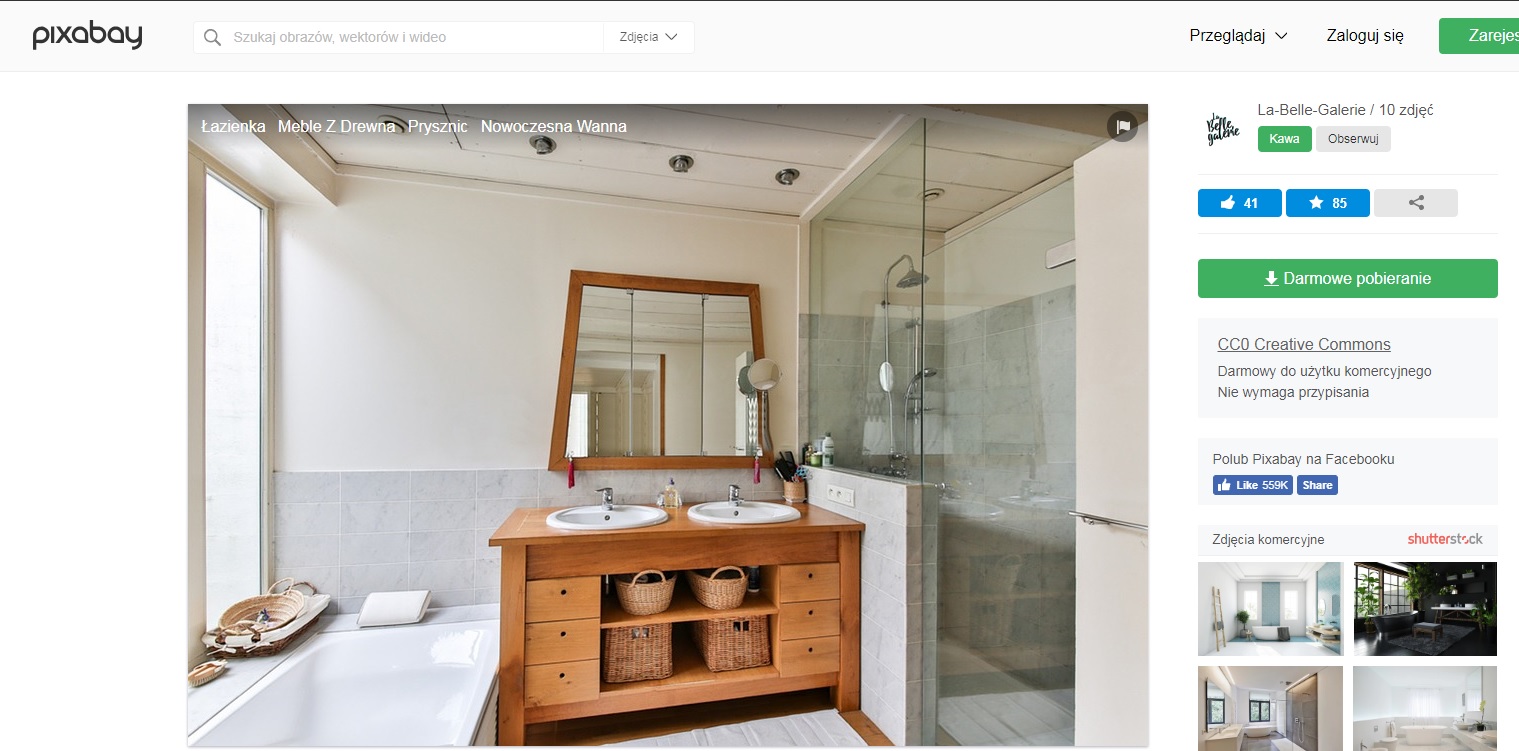 pixabay
Szukaj obrazów, wektorów i wideo
Zdjęcia
Przeglądaj
Zaloguj się
Zarejes
Łazienka Meble Z Drewna Prysznic Nowoczesna Wanna
La Belle galerie
La-Belle-Galerie / 10 zdjęć
Kawa
Obserwuj
41
85
Darmowe pobieranie
CC0 Creative Commons
Darmowy do użytku komercyjnego
Nie wymaga przypisania
Polub Pixabay na Facebooku
Like 559K
Share
Zdjęcia komercyjne
shutterstock